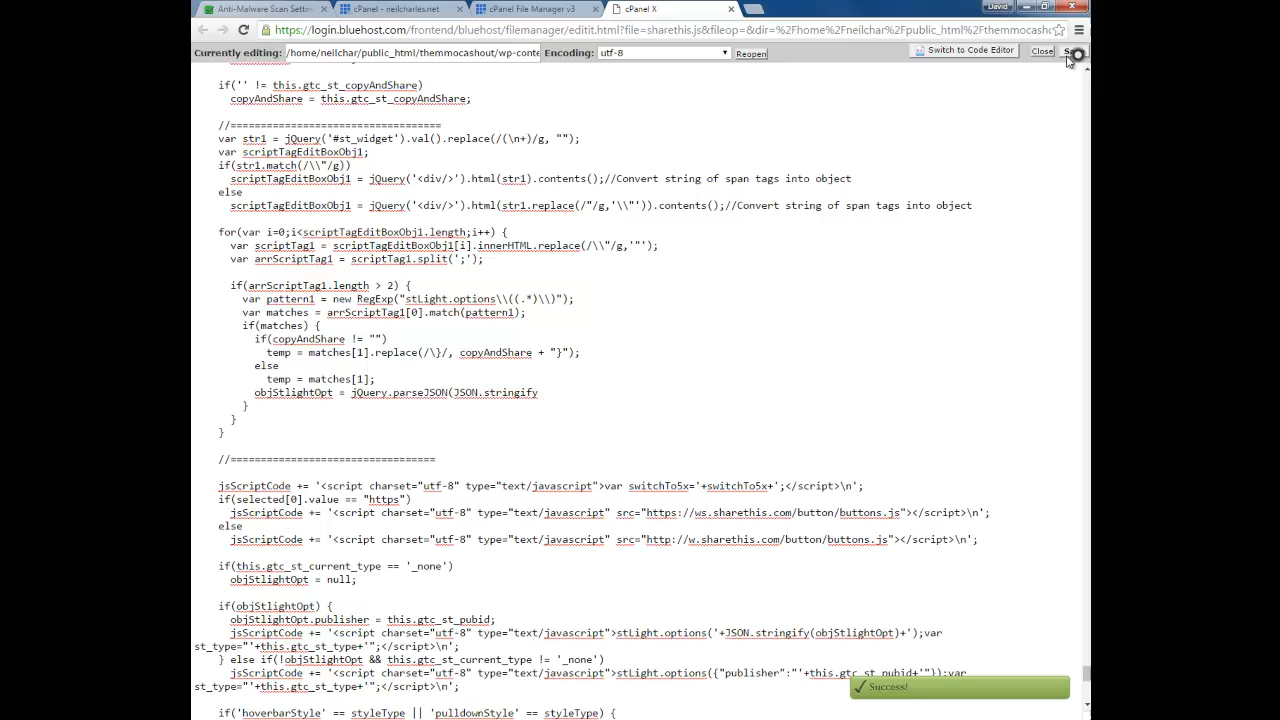 Anti-Malware Scan Settin
cPanel - neilcharles.net
cPanel File Manager v3
cPanel X
David
https://login.bluehost.com/frontend/bluehost/filemanager/editit.html?file=sharethis.js&fileop=&dir=%2Fhome%2Fneilchar%2Fpublic_html%2Fthemmocashout%2Fw
Currently editing: /home/neilchar/public_html/themmocashout/wp-conte Encoding: utf-8 Reopen Switch to Code Editor Close
if('' != this.gtc_st_copyAndShare)
copyAndShare = this.gtc_st_copyAndShare;
//==================================
var str1 = jQuery('#st_widget').val().replace(/(\n+)/g, "");
var scriptTagEditBoxObj1;
if(str1.match(/\\"/g))
scriptTagEditBoxObj1 = jQuery('<div/>').html(str1).contents();//Convert string of span tags into object
else
scriptTagEditBoxObj1 = jQuery('<div/>').html(str1.replace(/"/g,'\\"')).contents();//Convert string of span tags into object
for(var i=0;i<scriptTagEditBoxObj1.length;i++) {
var scriptTag1 = scriptTagEditBoxObj1[i].innerHTML.replace(/\\"/g,'"');
var arrScriptTag1 = scriptTag1.split(';');
if(arrScriptTag1.length > 2) {
var pattern1 = new RegExp("stLight.options\\((.*)\\)");
var matches = arrScriptTag1[0].match(pattern1);
if(matches) {
if(copyAndShare != "")
temp = matches[1].replace(/\}/, copyAndShare + "}");
else
temp = matches[1];
objStlightOpt = jQuery.parseJSON(JSON.stringify
}
}
}
//==================================
jsScriptCode += '<script charset="utf-8" type="text/javascript">var switchTo5x='+switchTo5x+';</script>\n';
if(selected[0].value == "https")
jsScriptCode += '<script charset="utf-8" type="text/javascript" src="https://ws.sharethis.com/button/buttons.js"></script>\n';
else
jsScriptCode += '<script charset="utf-8" type="text/javascript" src="http://w.sharethis.com/button/buttons.js"></script>\n';
if(this.gtc_st_current_type == '_none')
objStlightOpt = null;
if(objStlightOpt) {
objStlightOpt.publisher = this.gtc_st_pubid;
jsScriptCode += '<script charset="utf-8" type="text/javascript">stLight.options('+JSON.stringify(objStlightOpt)+');var
st_type="'+this.gtc_st_type+'";</script>\n';
} else if(!objStlightOpt && this.gtc_st_current_type != '_none')
jsScriptCode += '<script charset="utf-8" type="text/javascript">stLight.options({"publisher":"'+this.gtc_st_pubid+'"});var
st_type="'+this.gtc_st_type+'";</script>\n';
Success!
if('hoverbarStyle' == styleType || 'pulldownStyle' == styleType) {